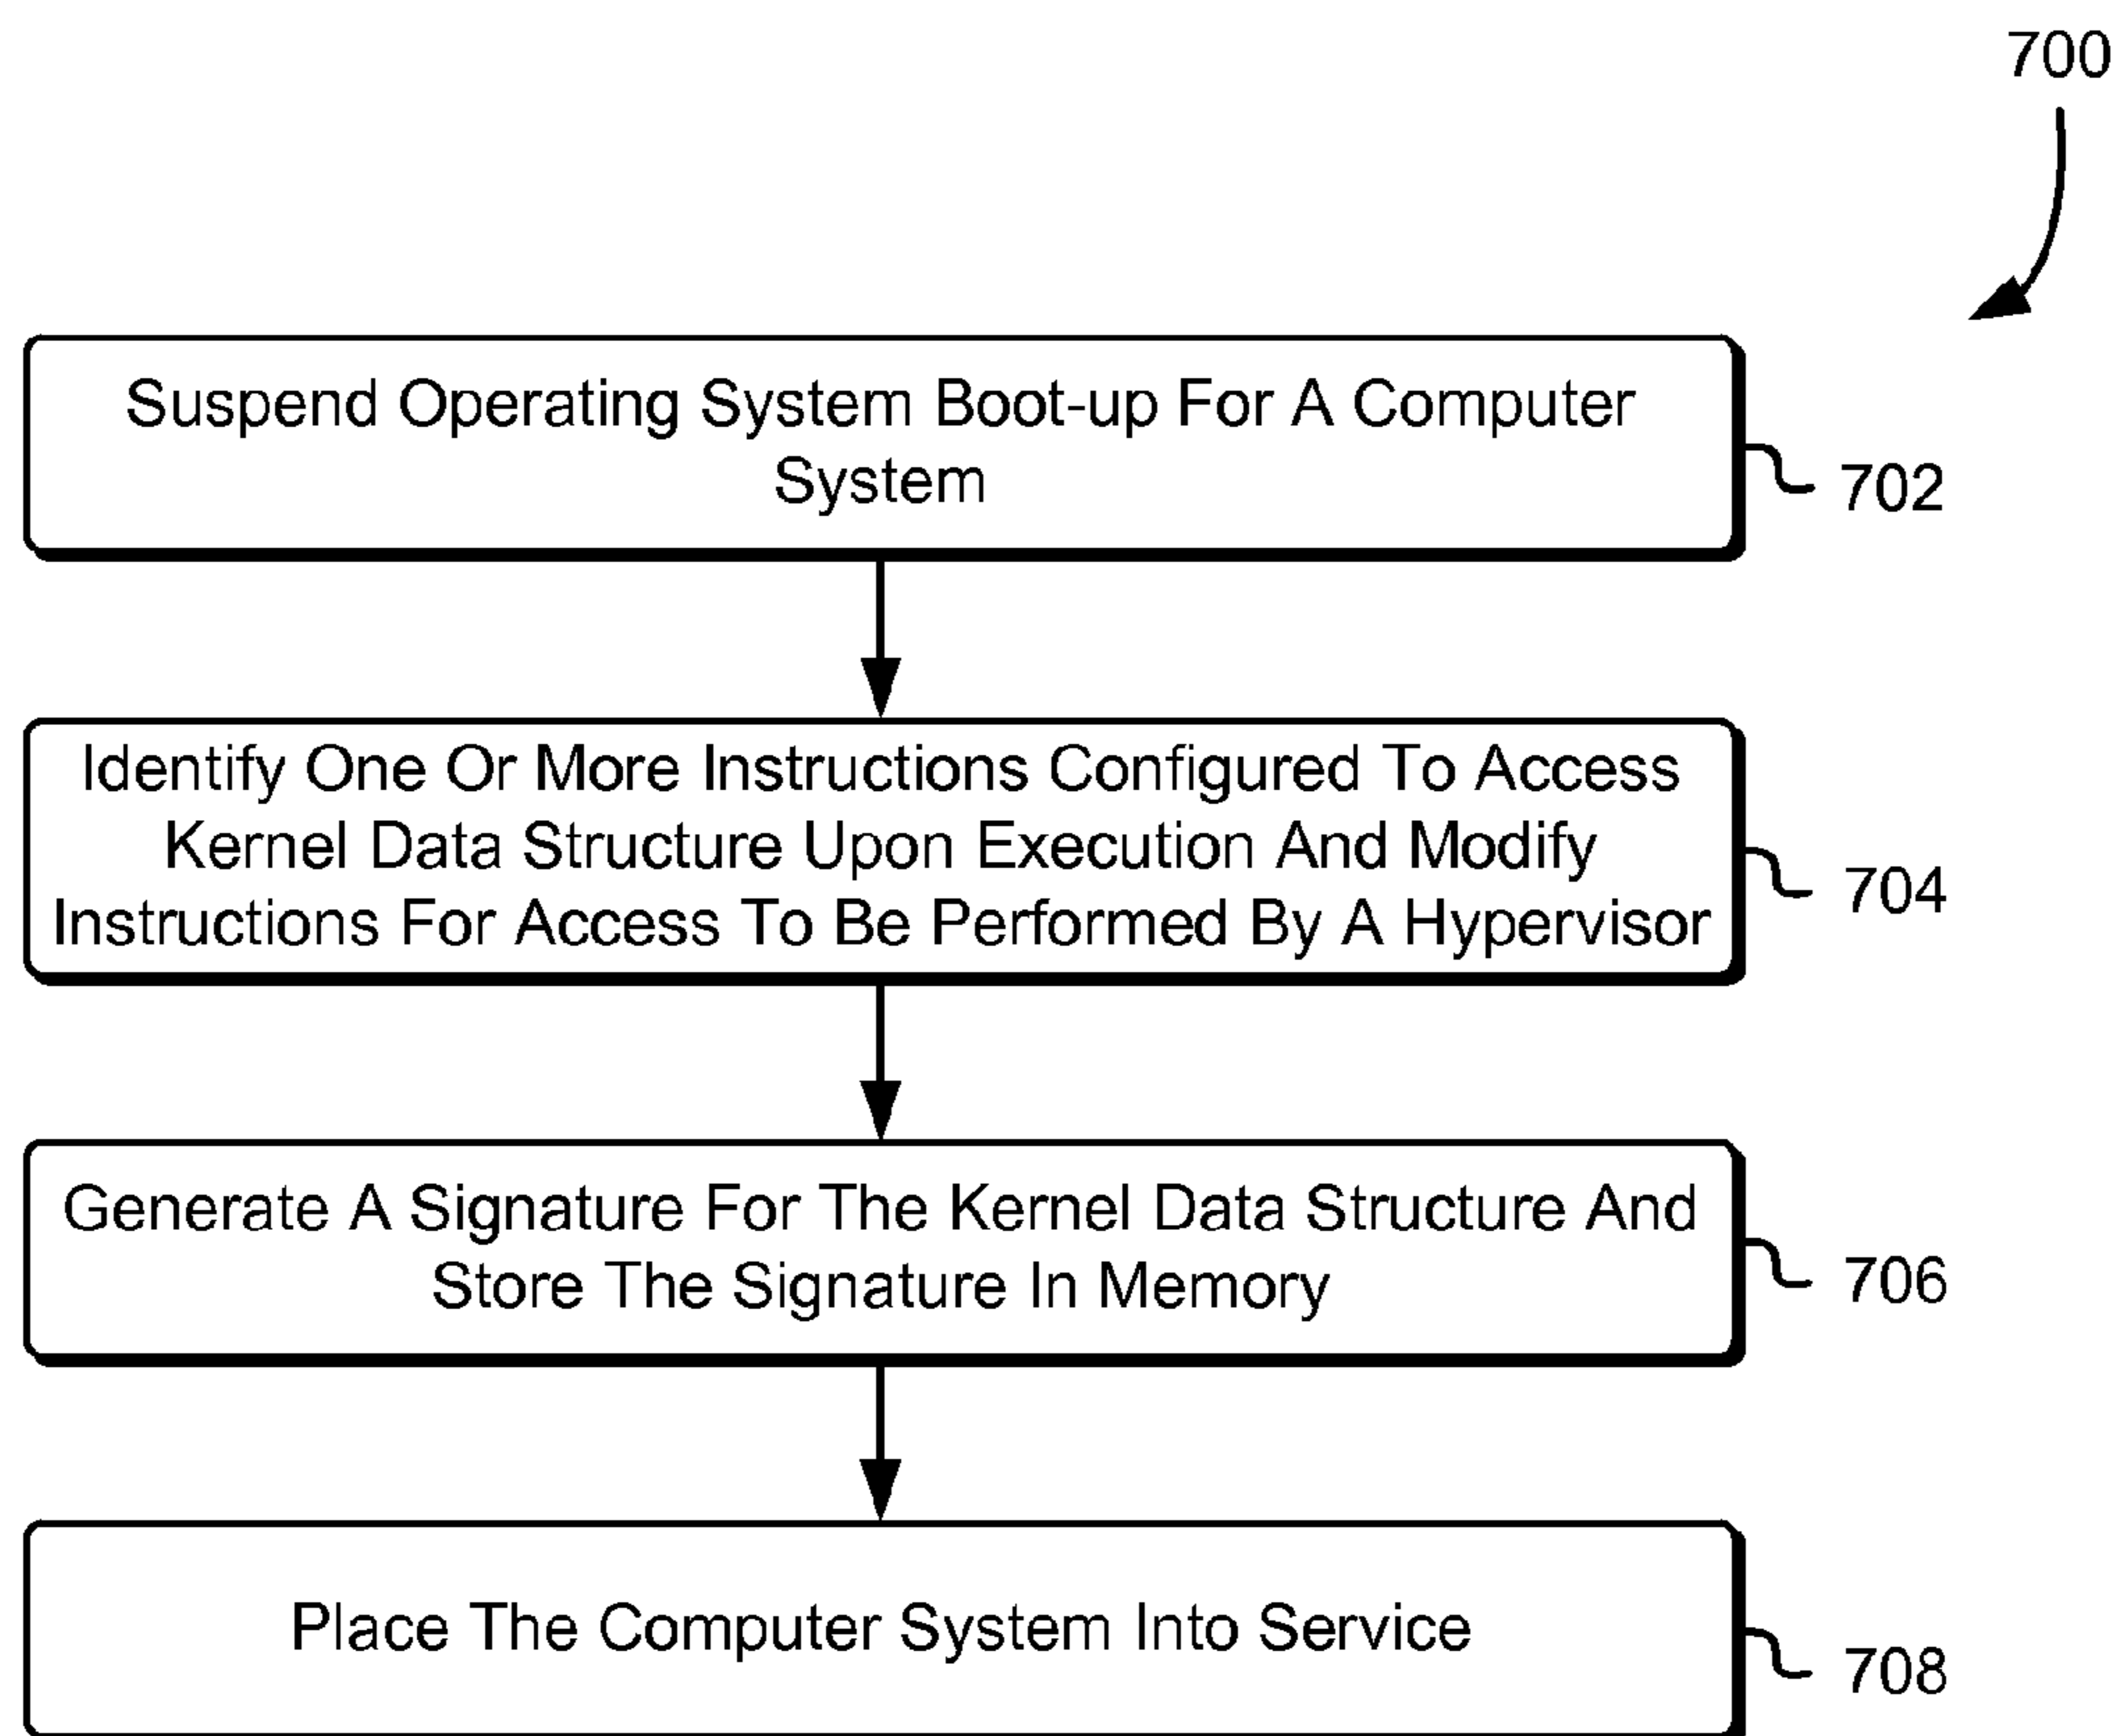 700
Suspend Operating System Boot-up For A Computer
System
702
Identify One Or More Instructions Configured To Access
Kernel Data Structure Upon Execution And Modify
Instructions For Access To Be Performed By A Hypervisor
704
Generate A Signature For The Kernel Data Structure And
Store The Signature In Memory
706
Place The Computer System Into Service
708